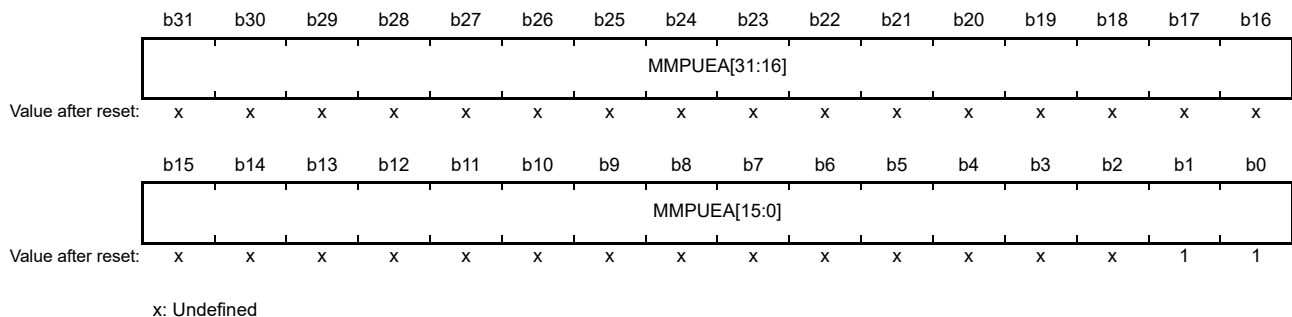 b31 b30 b29 b28 b27 b26 b25 b24 b23 b22 b21 b20 b19 b18 b17 b16
MMPUEA[31:16]
Value after reset: x x x x x x x x x x x x x x x x
b15 b14 b13 b12 b11 b10 b9 b8 b7 b6 b5 b4 b3 b2 b1 b0
MMPUEA[15:0]
Value after reset: x x x x x x x x x x x x x x 1 1
x: Undefined